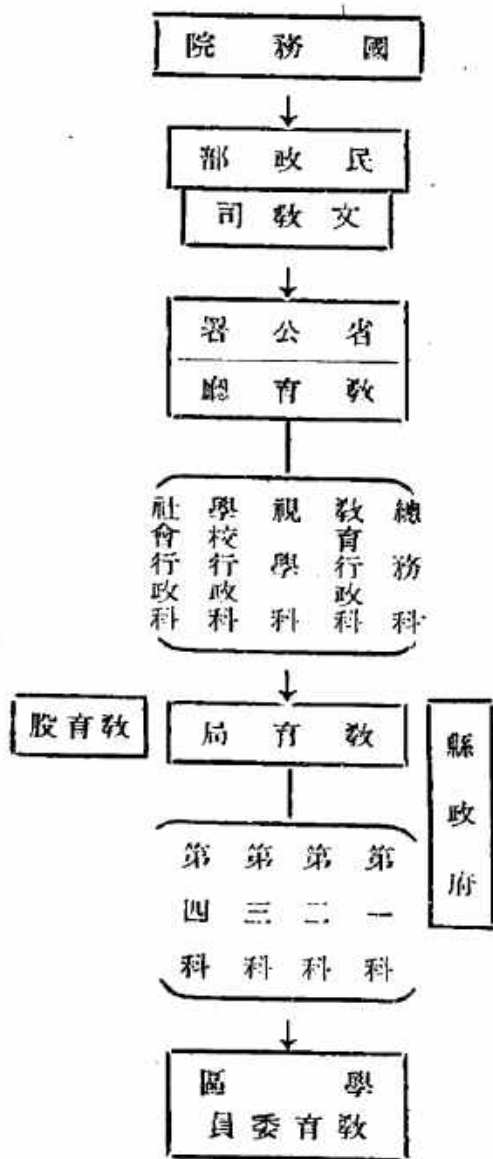 國務院
民政部
文教司
省公署
教育廳
總務科
教育行政科
視學科
學校行政科
社會行政科
縣政府
教育局
教育股
第一科
第二科
第三科
第四科
學區
教育委員